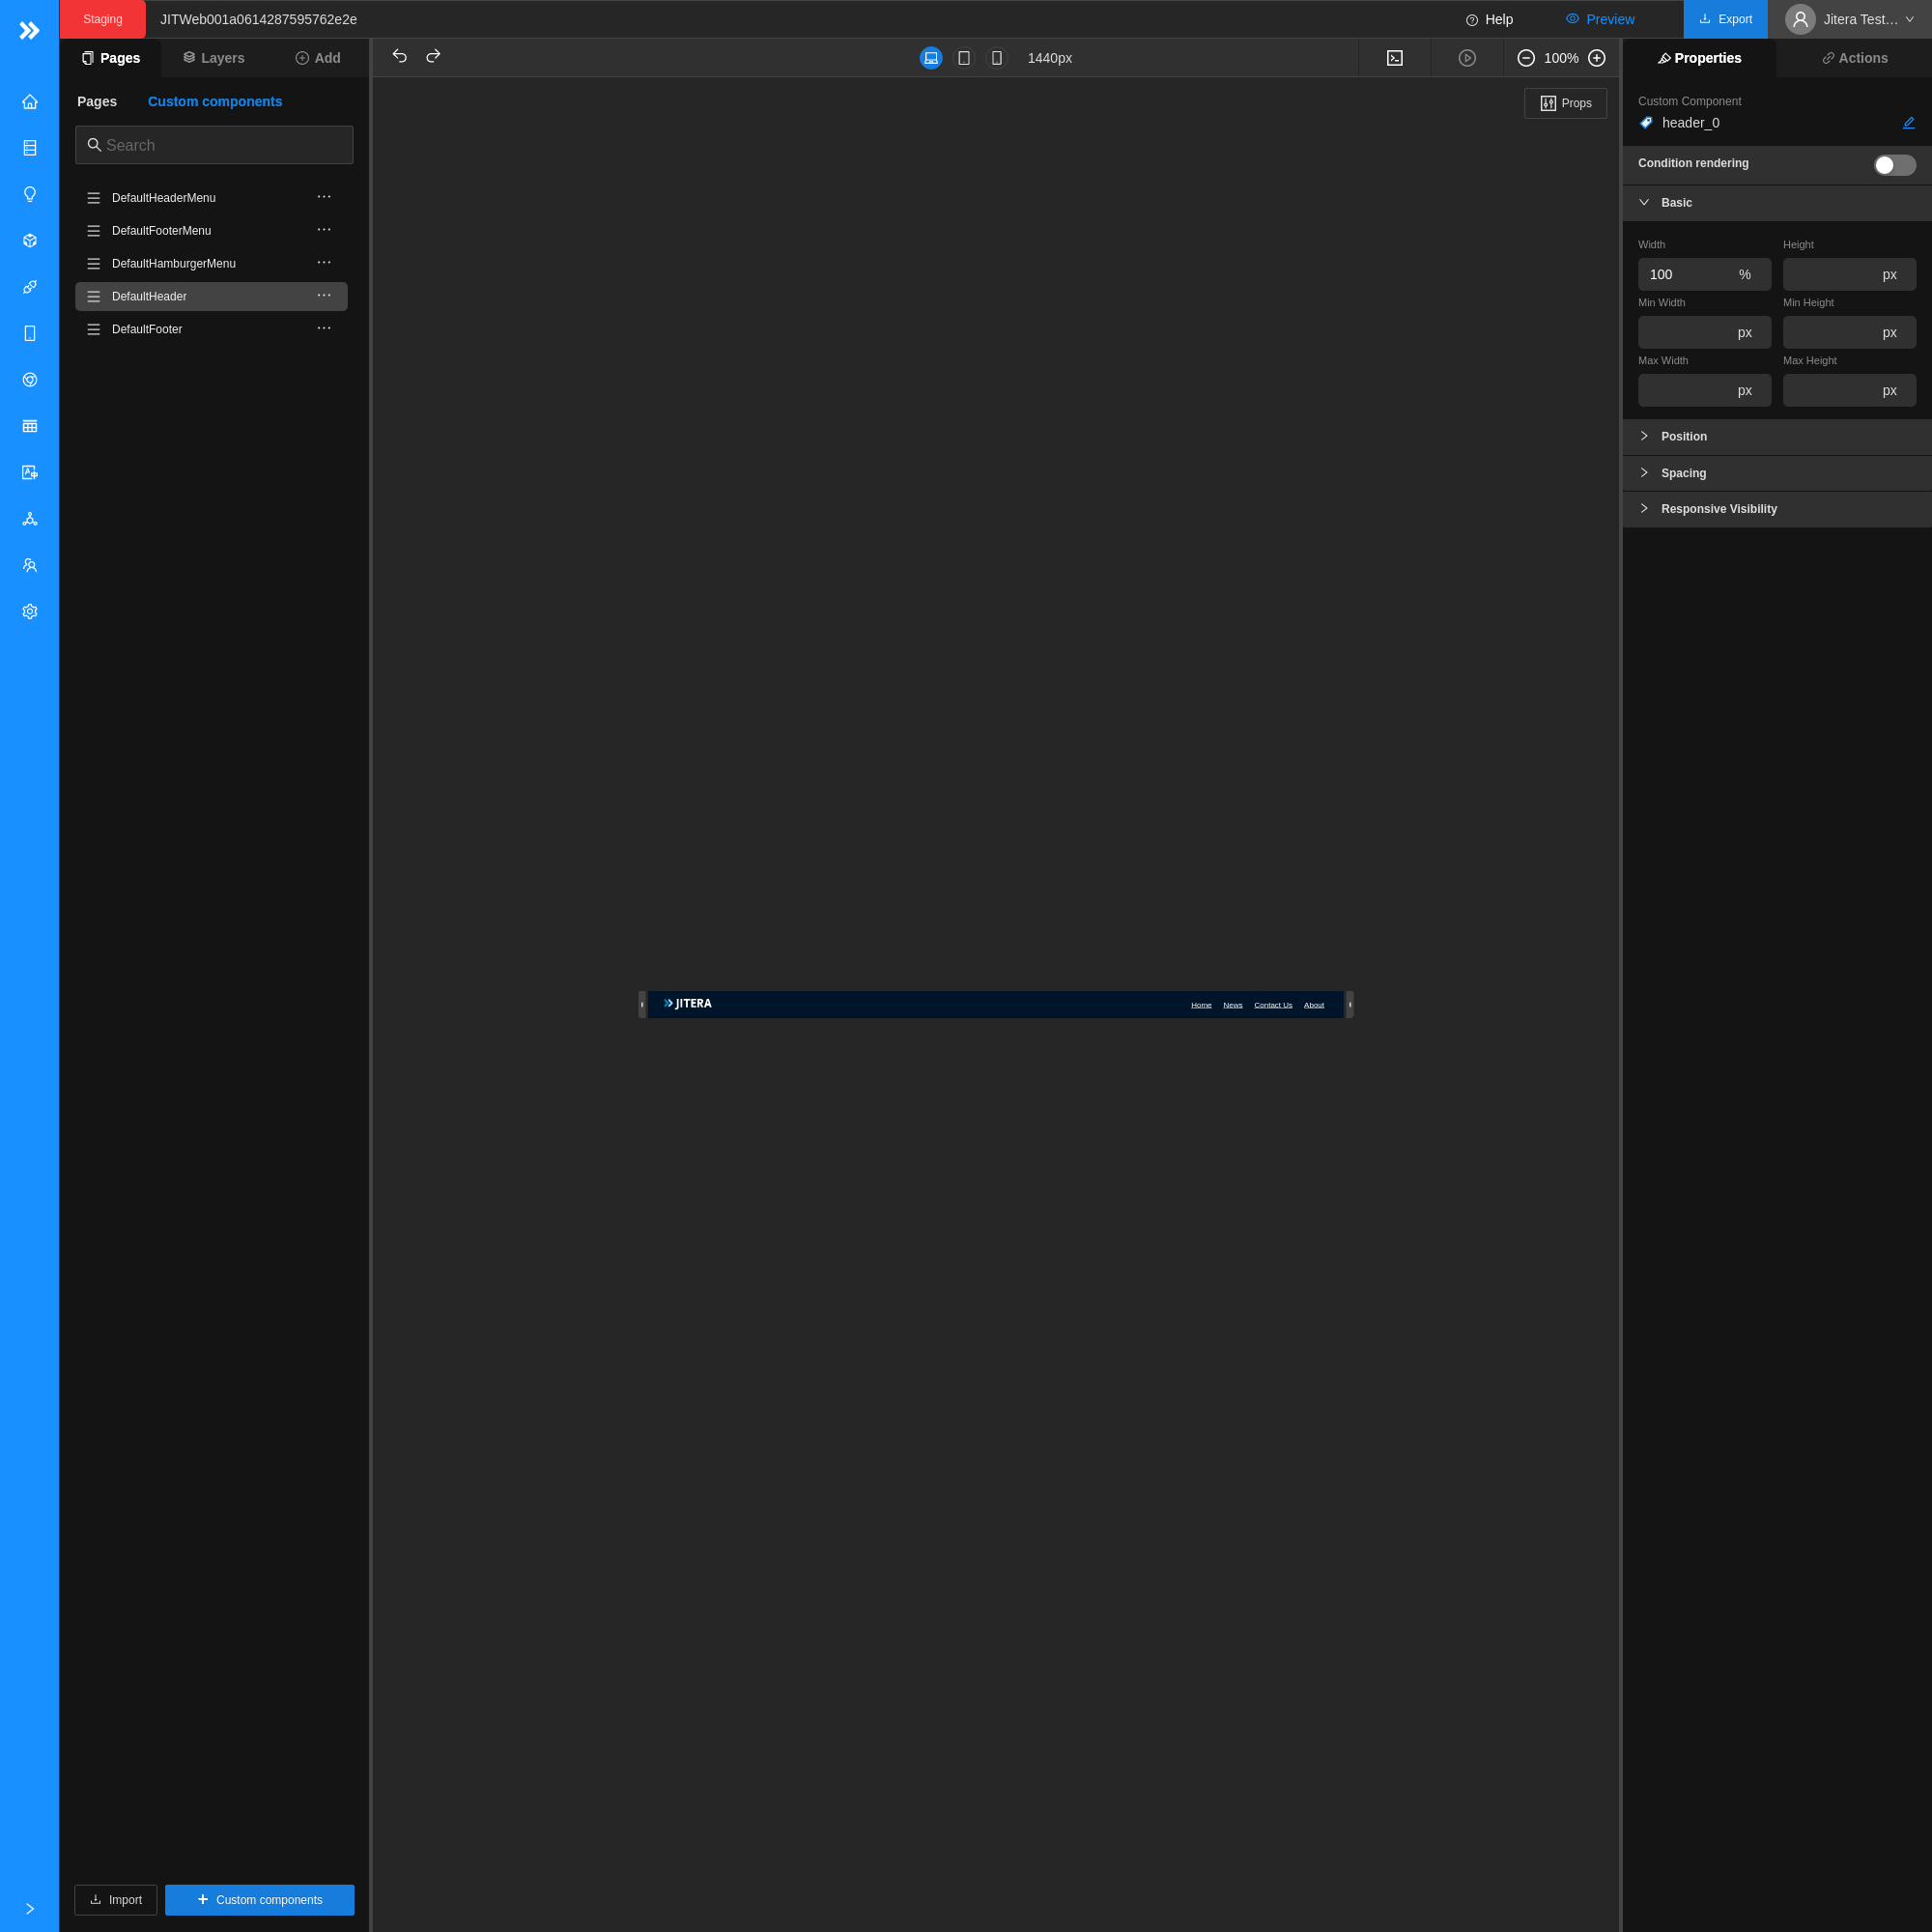 Staging
JITWeb001a0614287595762e2e
Help
Preview
Export
Jitera Test…
Pages
Layers
Add
1440px
100%
Properties
Actions
Pages
Custom components
Search
DefaultHeaderMenu
DefaultFooterMenu
DefaultHamburgerMenu
DefaultHeader
DefaultFooter
Props
JITERA
Home
News
Contact Us
About
Custom Component
header_0
Condition rendering
Basic
Width
Height
100 %
px
Min Width
Min Height
px
px
Max Width
Max Height
px
px
Position
Spacing
Responsive Visibility
Import
Custom components